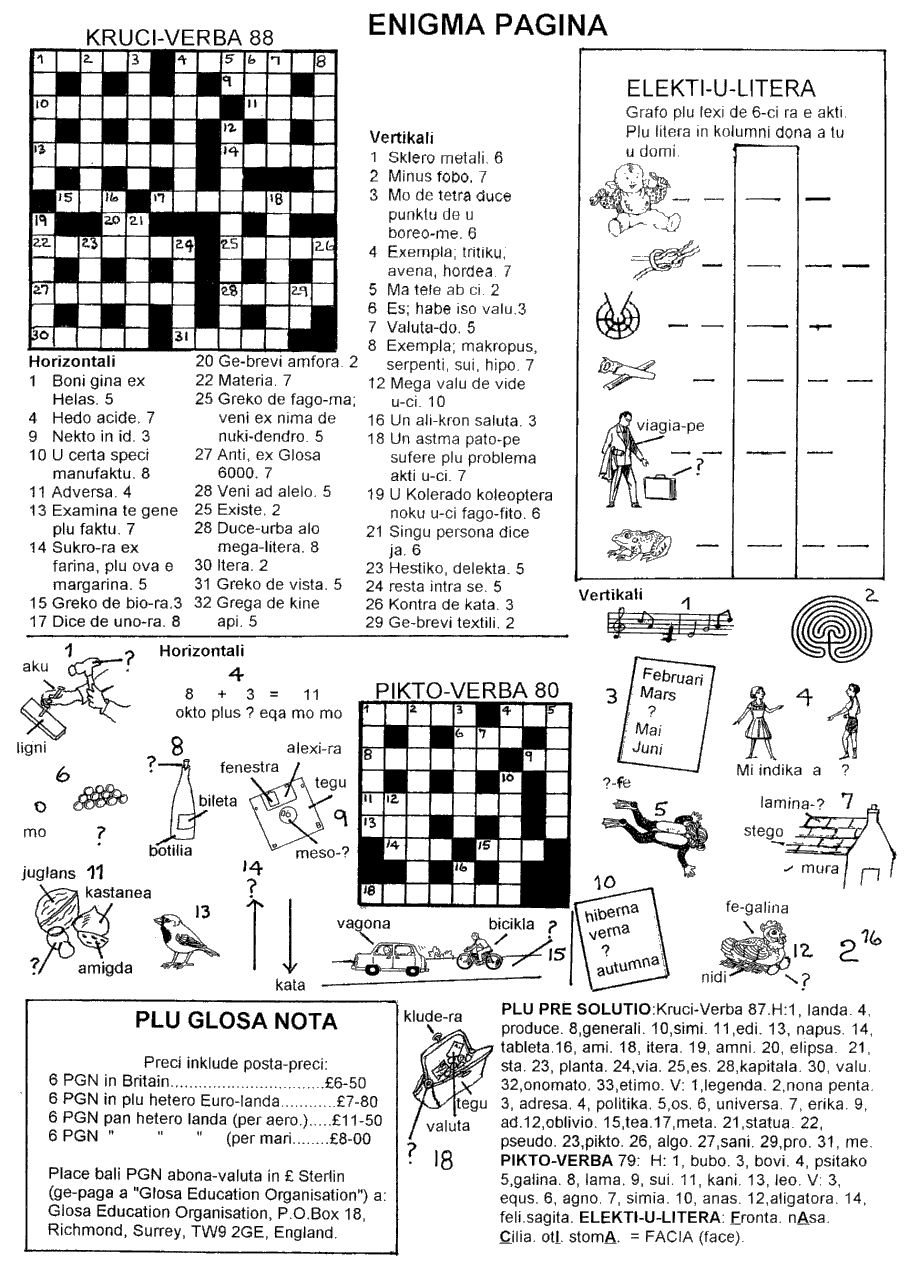 ENIGMA PAGINA
KRUCI-VERBA 88
1 2 3 4 5 6 7 8
9
10 11
12
13 14
15 16 17 18
19 20 21
22 23 24 25 26
27 28 29
30 31
Horizontali
1 Boni gina ex
Helas. 5
4 Hedo acide. 7
9 Nekto in id. 3
10 U certa speci
manufaktu. 8
11 Adversa. 4
13 Examina te gene
plu faktu. 7
14 Sukro-ra ex
farina, plu ova e
margarina. 5
15 Greko de bio-ra.3
17 Dice de uno-ra. 8
20 Ge-brevi amfora. 2
22 Materia. 7
25 Greko de fago-ma;
veni ex nima de
nuki-dendro. 5
27 Anti, ex Glosa
6000. 7
28 Veni ad alelo. 5
25 Existe. 2
28 Duce-urba alo
mega-litera. 8
30 Itera. 2
31 Greko de vista. 5
32 Grega de kine
api. 5
Vertikali
1 Sklero metali. 6
2 Minus fobo. 7
3 Mo de tetra duce
punktu de u
boreo-me. 6
4 Exempla; tritiku,
avena, hordea. 7
5 Ma tele ab ci. 2
6 Es; habe iso valu.3
7 Valuta-do. 5
8 Exempla; makropus,
serpenti, sui, hipo. 7
12 Mega valu de vide
u-ci. 10
16 Un ali-kron saluta. 3
18 Un astma pato-pe
sufere plu problema
akti u-ci. 7
19 U Kolerado koleoptera
noku u-ci fago-fito. 6
21 Singu persona dice
ja. 6
23 Hestiko, delekta. 5
24 resta intra se. 5
26 Kontra de kata. 3
29 Ge-brevi textili. 2
ELEKTI-U-LITERA
Grafo plu lexi de 6-ci ra e akti.
Plu litera in kolumni dona a tu
u domi.
viagia-pe
?
Horizontali
1
aku
?
ligni
4
8 + 3 = 11
okto plus ? eqa mo mo
6
mo
?
8
?
bileta
botilia
alexi-ra
fenestra
tegu
9
meso-?
juglans 11
kastanea
?
amigda
13
14
?
kata
vagona
bicikla
?
15
PIKTO-VERBA 80
1 2 3 4 5
6 7
8 9
10
11 12
13
14 15
16
18
Vertikali
1
2
3
Februari
Mars
?
Mai
Juni
4
Mi indika a ?
?-fe
5
lamina-? 7
stego
mura
10
hiberna
verna
?
autumna
fe-galina
12
nidi
?
2 16
PLU GLOSA NOTA
Preci inklude posta-preci:
6 PGN in Britain..............................£6-50
6 PGN in plu hetero Euro-landa............£7-80
6 PGN pan hetero landa (per aero.).....£11-50
6 PGN " " " (per mari........£8-00
Place bali PGN abona-valuta in £ Sterlin
(ge-paga a "Glosa Education Organisation") a:
Glosa Education Organisation, P.O.Box 18,
Richmond, Surrey, TW9 2GE, England.
klude-ra
tegu
valuta
?
18
PLU PRE SOLUTIO:Kruci-Verba 87.H:1, landa. 4,
produce. 8,generali. 10,simi. 11,edi. 13, napus. 14,
tableta.16, ami. 18, itera. 19, amni. 20, elipsa. 21,
sta. 23, planta. 24,via. 25,es. 28,kapitala. 30, valu.
32,onomato. 33,etimo. V: 1,legenda. 2,nona penta.
3, adresa. 4, politika. 5,os. 6, universa. 7, erika. 9,
ad.12,oblivio. 15,tea.17,meta. 21,statua. 22,
pseudo. 23,pikto. 26, algo. 27,sani. 29,pro. 31, me.
PIKTO-VERBA 79: H: 1, bubo. 3, bovi. 4, psitako
5,galina. 8, lama. 9, sui. 11, kani. 13, leo. V: 3,
equs. 6, agno. 7, simia. 10, anas. 12,aligatora. 14,
feli.sagita. ELEKTI-U-LITERA: Fronta. nAsa.
Cilia. otI. stomA. = FACIA (face).